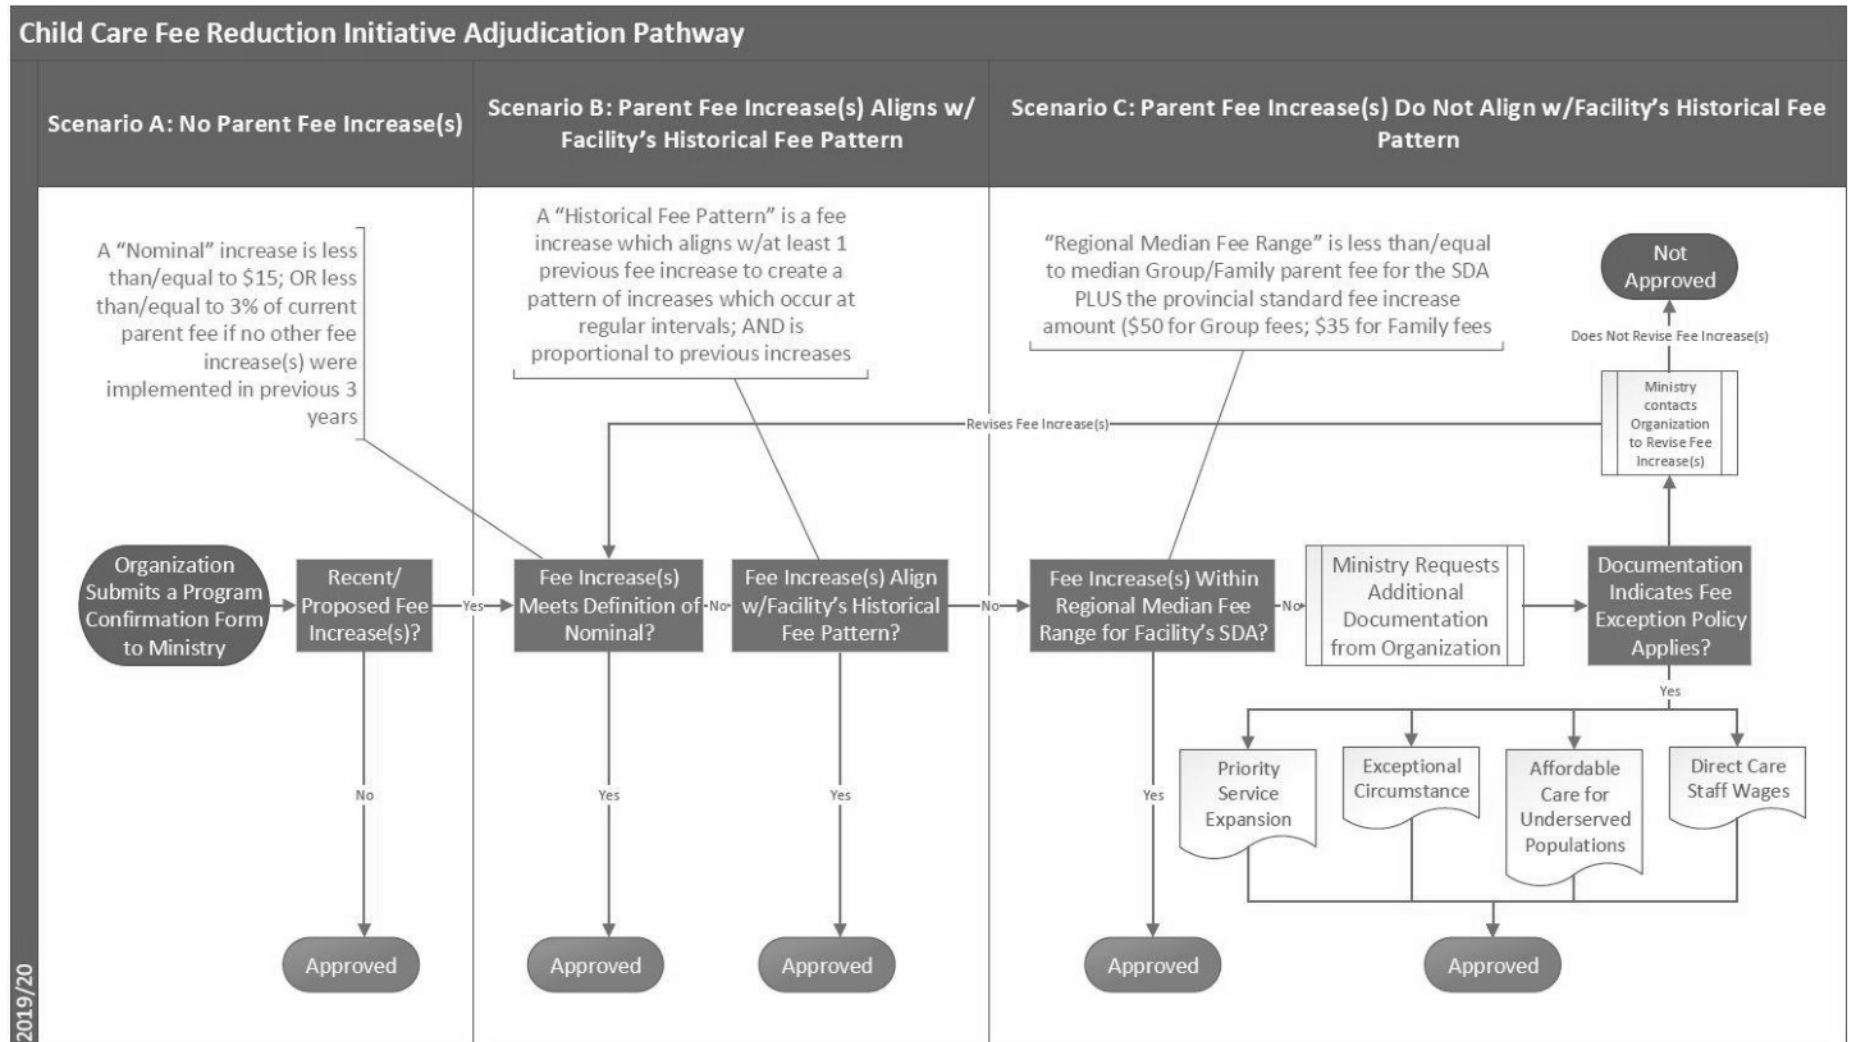 Child Care Fee Reduction Initiative Adjudication Pathway
Scenario A: No Parent Fee Increase(s)
Scenario B: Parent Fee Increase(s) Aligns w/
Facility's Historical Fee Pattern
Scenario C: Parent Fee Increase(s) Do Not Align w/Facility's Historical Fee
Pattern
A “Nominal” increase is less
than/equal to $15; OR less
than/equal to 3% of current
parent fee if no other fee
increase(s) were
implemented in previous 3
years
A “Historical Fee Pattern” is a fee
increase which aligns w/at least 1
previous fee increase to create a
pattern of increases which occur at
regular intervals; AND is
proportional to previous increases
“Regional Median Fee Range” is less than/equal
to median Group/Family parent fee for the SDA
PLUS the provincial standard fee increase
amount ($50 for Group fees; $35 for Family fees
Not
Approved
Does Not Revise Fee Increase(s)
Ministry
contacts
Organization
to Revise Fee
Increase(s)
Revises Fee Increase(s)
Organization
Submits a Program
Confirmation Form
to Ministry
Recent/
Proposed Fee
Increase(s)?
Yes
Fee Increase(s)
Meets Definition of
Nominal?
No
Fee Increase(s) Align
w/Facility's Historical
Fee Pattern?
No
Fee Increase(s) Within
Regional Median Fee
Range for Facility's SDA?
No
Ministry Requests
Additional
Documentation
from Organization
Documentation
Indicates Fee
Exception Policy
Applies?
Yes
Priority
Service
Expansion
Exceptional
Circumstance
Affordable
Care for
Underserved
Populations
Direct Care
Staff Wages
No
Yes
Yes
Yes
Approved
Approved
Approved
Approved
Approved
2019/20